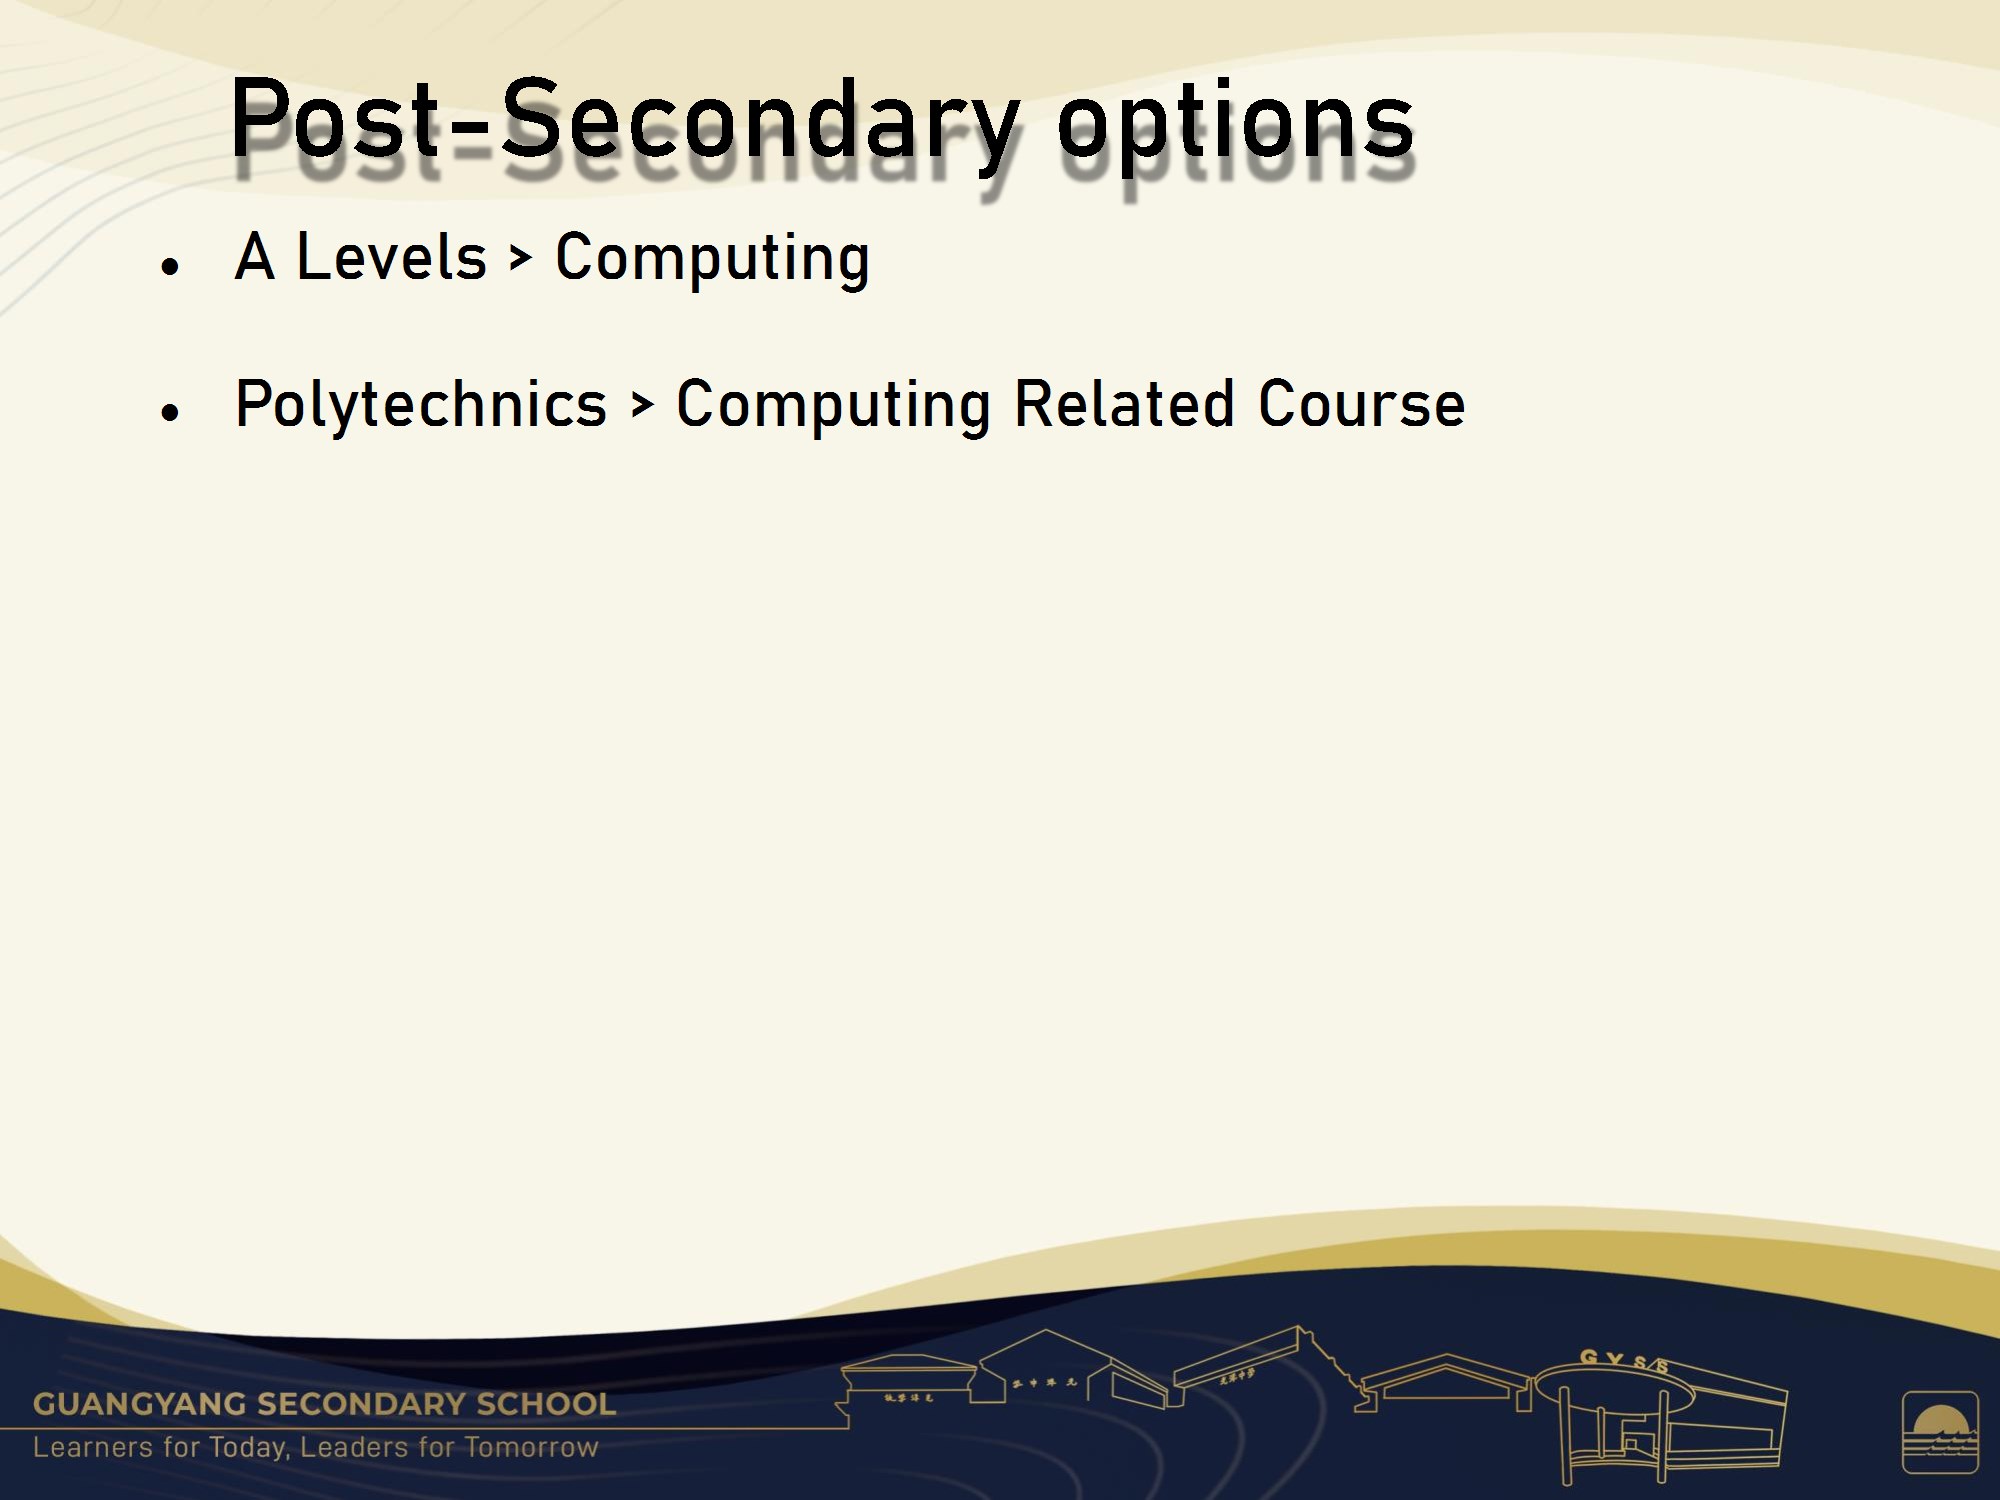 Post-Secondary options
• A Levels > Computing
• Polytechnics > Computing Related Course
GYSS
GUANGYANG SECONDARY SCHOOL
Learners for Today, Leaders for Tomorrow